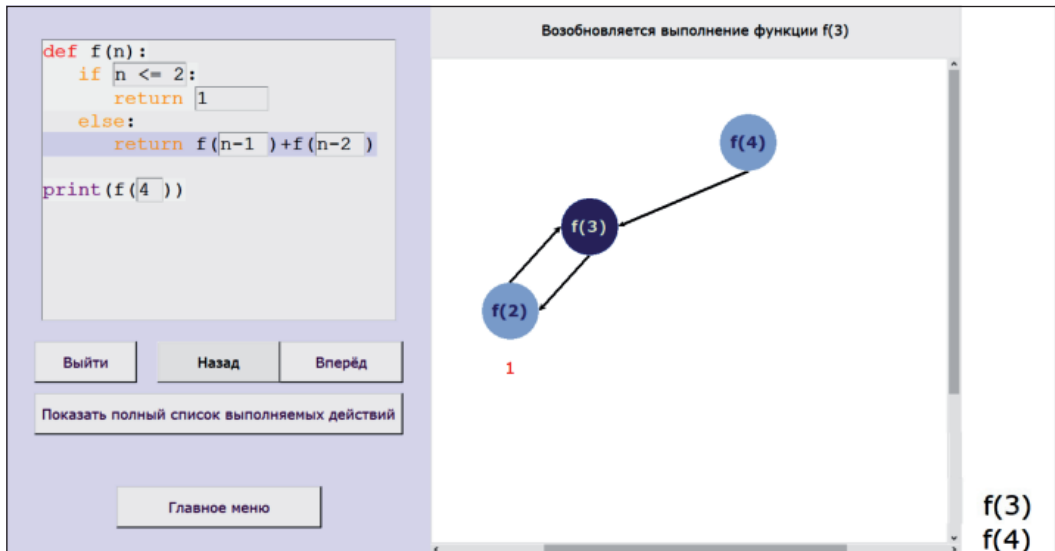 def f(n):
if n <= 2:
return 1
else:
return f(n-1 )+f(n-2 )
print(f(4 ))
Выйти
Назад
Вперёд
Показать полный список выполняемых действий
Главное меню
Возобновляется выполнение функции f(3)
f(4)
f(3)
f(2)
1
f(3)
f(4)